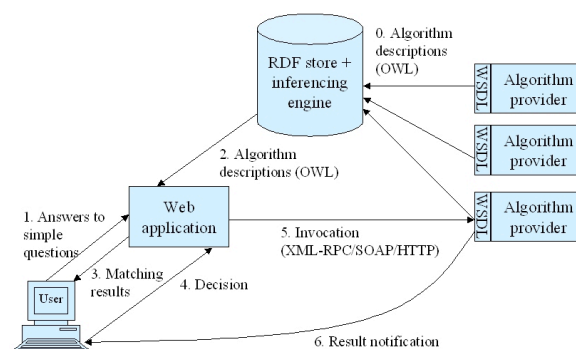 0. Algorithm
descriptions
(OWL)
RDF store +
inferencing
engine
WSDL
Algorithm
provider
WSDL
Algorithm
provider
WSDL
Algorithm
provider
2. Algorithm
descriptions (OWL)
Web
application
1. Answers to
simple
questions
5. Invocation
(XML-RPC/SOAP/HTTP)
3. Matching
results
4. Decision
User
6. Result notification